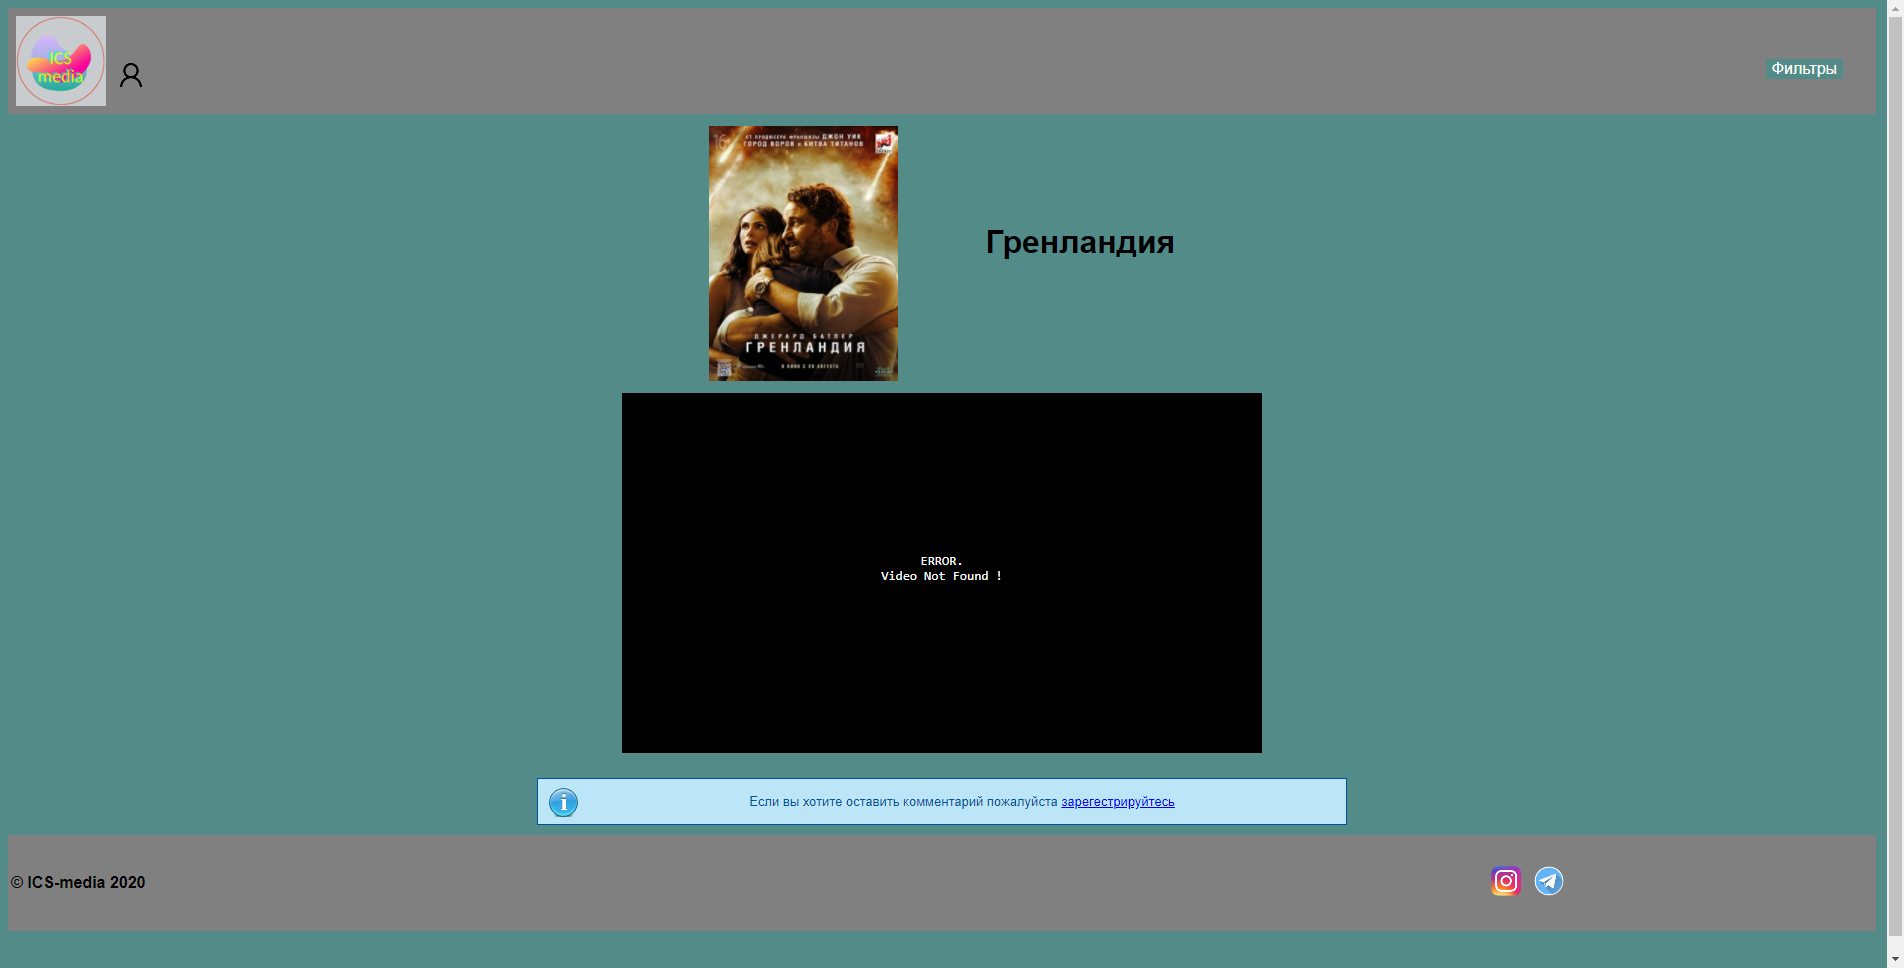 ICS
media
Фильтры
16+
ОТ ПРОДЮСЕРА ФРАНШИЗЫ ДЖОН УИК
ГОРОД ВОРОВ И БИТВА ТИТАНОВ
Гренландия
ДЖЕРАРД БАТЛЕР
ГРЕНЛАНДИЯ
В КИНО С 20 АВГУСТА
ERROR.
Video Not Found !
Если вы хотите оставить комментарий пожалуйста зарегестрируйтесь
© ICS-media 2020